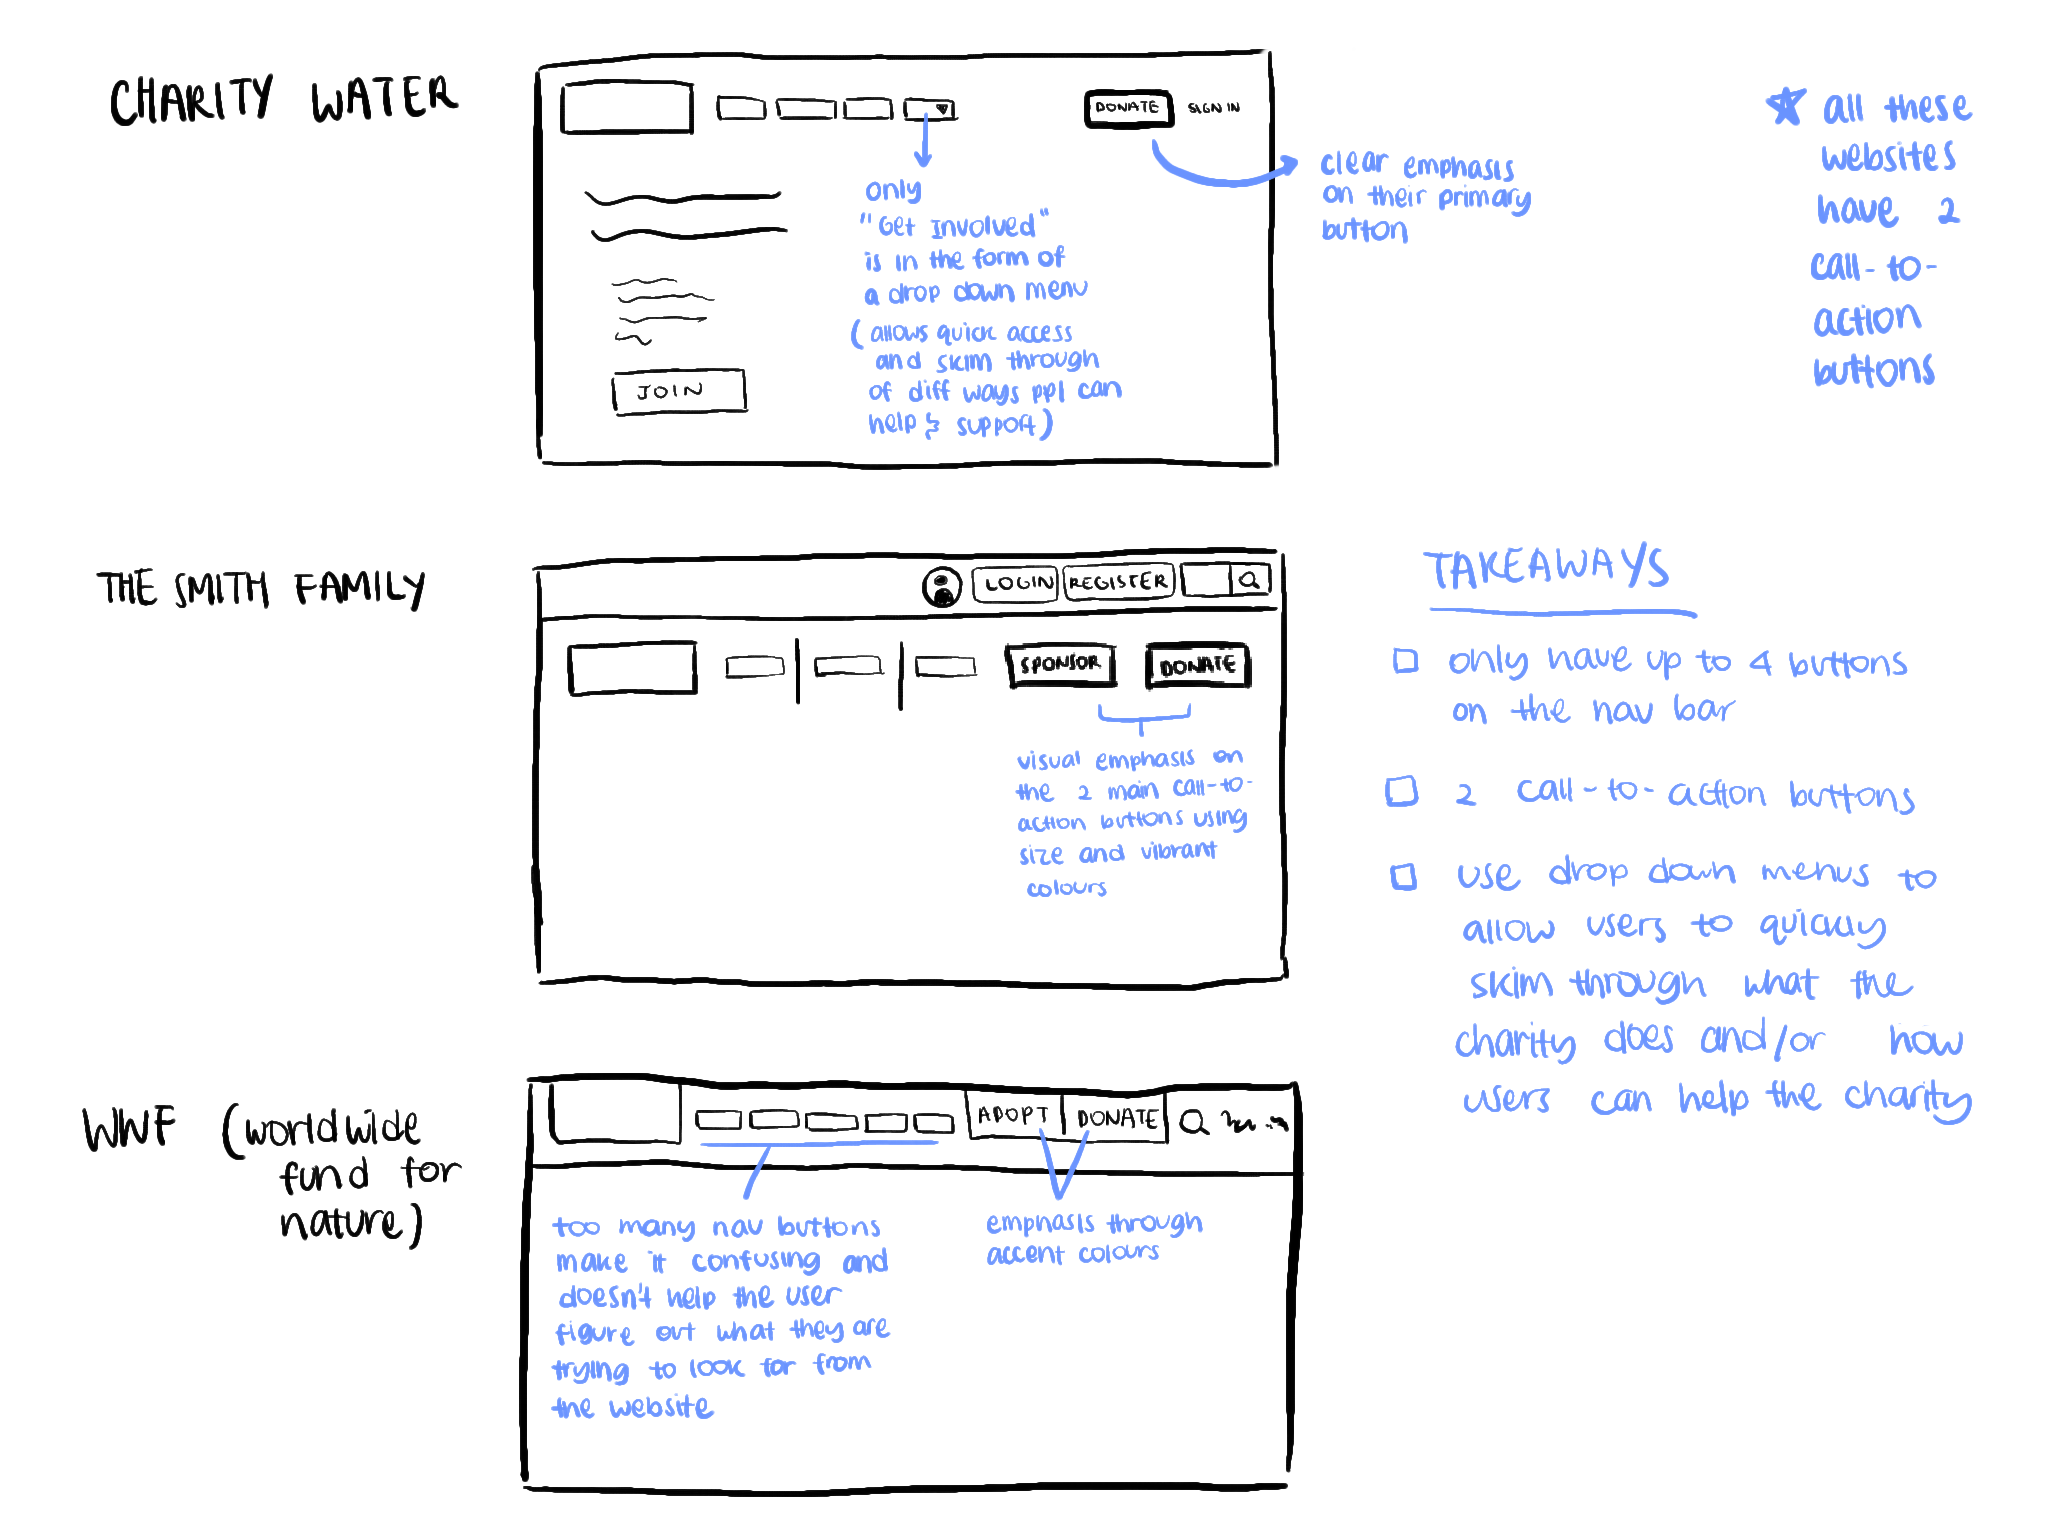 CHARITY WATER
DONATE
SIGN IN
JOIN
only
"Get Involved"
is in the form of
a drop down menu
(allows quick access
and skim through
of diff ways ppl can
help & support)
clear emphasis
on their primary
button
all these
websites
have 2
call-to-
action
buttons
THE SMITH FAMILY
LOGIN
REGISTER
SPONSOR
DONATE
visual emphasis on
the 2 main call-to-
action buttons using
size and vibrant
colours
TAKEAWAYS
only have up to 4 buttons
on the nav bar
2 call-to-action buttons
use drop down menus to
allow users to quickly
skim through what the
charity does and/or how
users can help the charity
WWF (worldwide
fund for
nature)
ADOPT
DONATE
too many nav buttons
make it confusing and
doesn't help the user
figure out what they are
trying to look for from
the website
emphasis through
accent colours